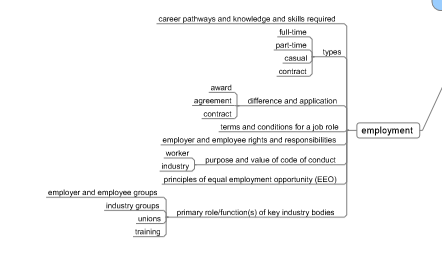 career pathways and knowledge and skills required
full-time
part-time
casual
contract
types
award
agreement
contract
difference and application
terms and conditions for a job role
employer and employee rights and responsibilities
worker
industry
purpose and value of code of conduct
principles of equal employment opportunity (EEO)
employer and employee groups
industry groups
unions
training
primary role/function(s) of key industry bodies
employment